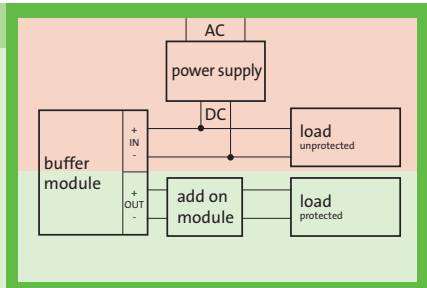 AC
power supply
DC
+
IN
-
load
unprotected
buffer
module
+
OUT
-
add on
module
load
protected